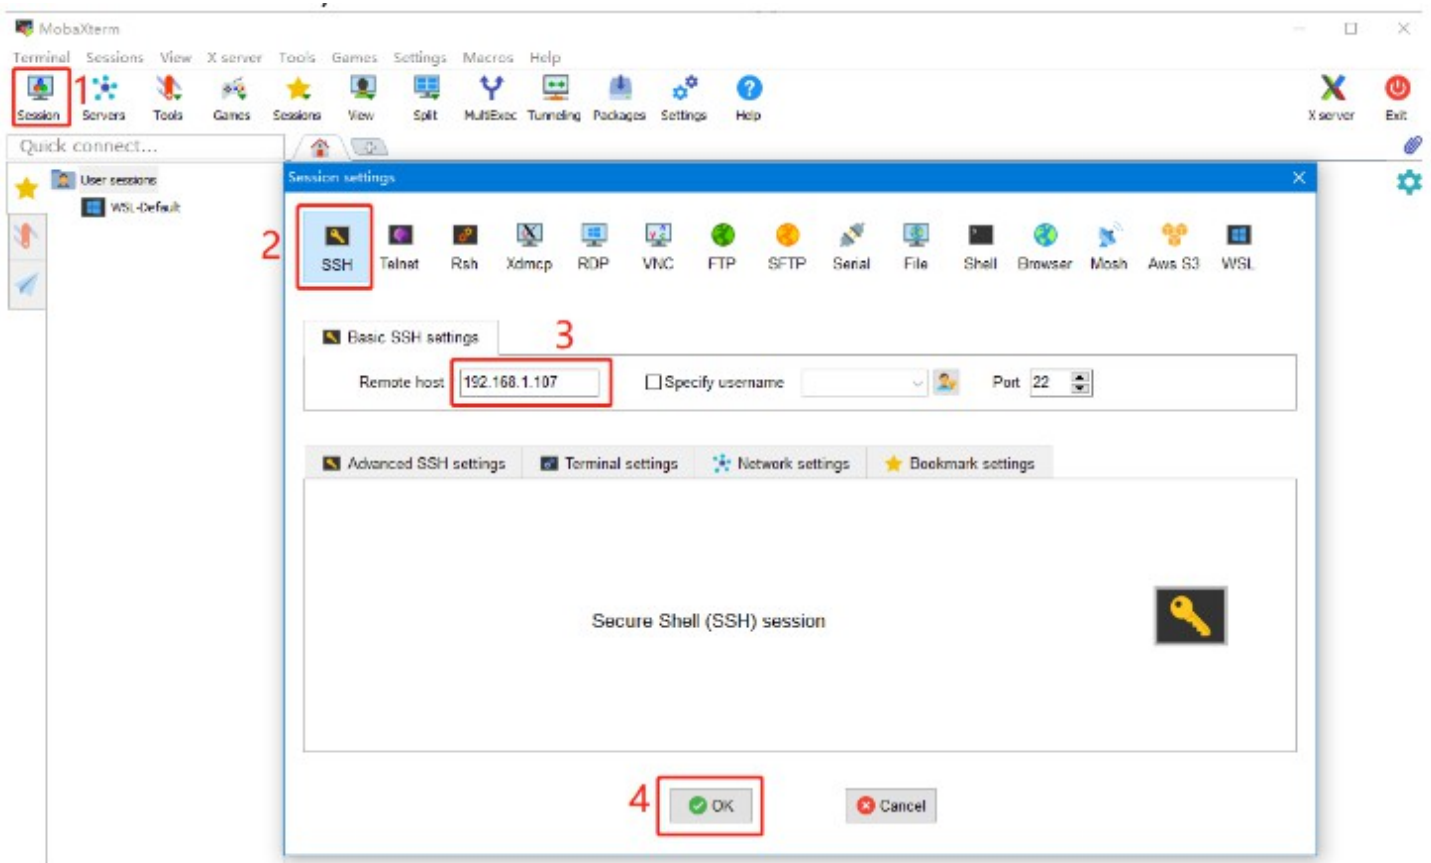 MobaXterm
Terminal Sessions View X server Tools Games Settings Macros Help
1
Session Servers Tools Games Sessions View Split MultiExec Tunneling Packages Settings Help X server Exit
Quick connect...
User sessions
WSL-Default
Session settings
2
SSH Telnet Rsh Xdmcp RDP VNC FTP SFTP Serial File Shell Browser Mosh Aws S3 WSL
Basic SSH settings
3
Remote host 192.168.1.107 Specify username Port 22
Advanced SSH settings Terminal settings Network settings Bookmark settings
Secure Shell (SSH) session
4 OK Cancel